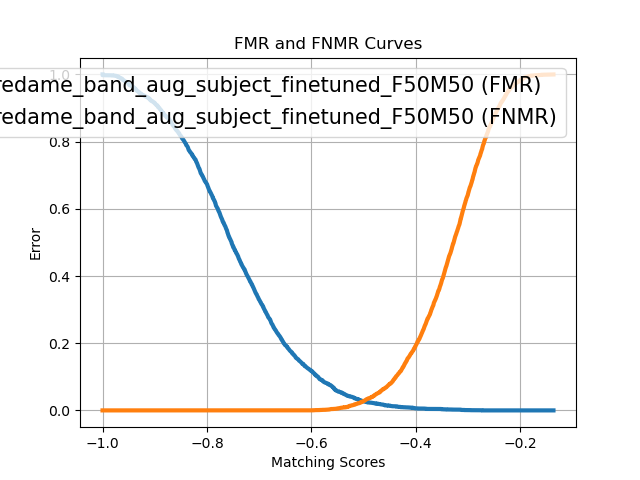 FMR and FNMR Curves
redame_band_aug_subject_finetuned_F50M50 (FMR)
redame_band_aug_subject_finetuned_F50M50 (FNMR)
1.0
0.8
0.6
0.4
0.2
0.0
Error
−1.0 −0.8 −0.6 −0.4 −0.2
Matching Scores